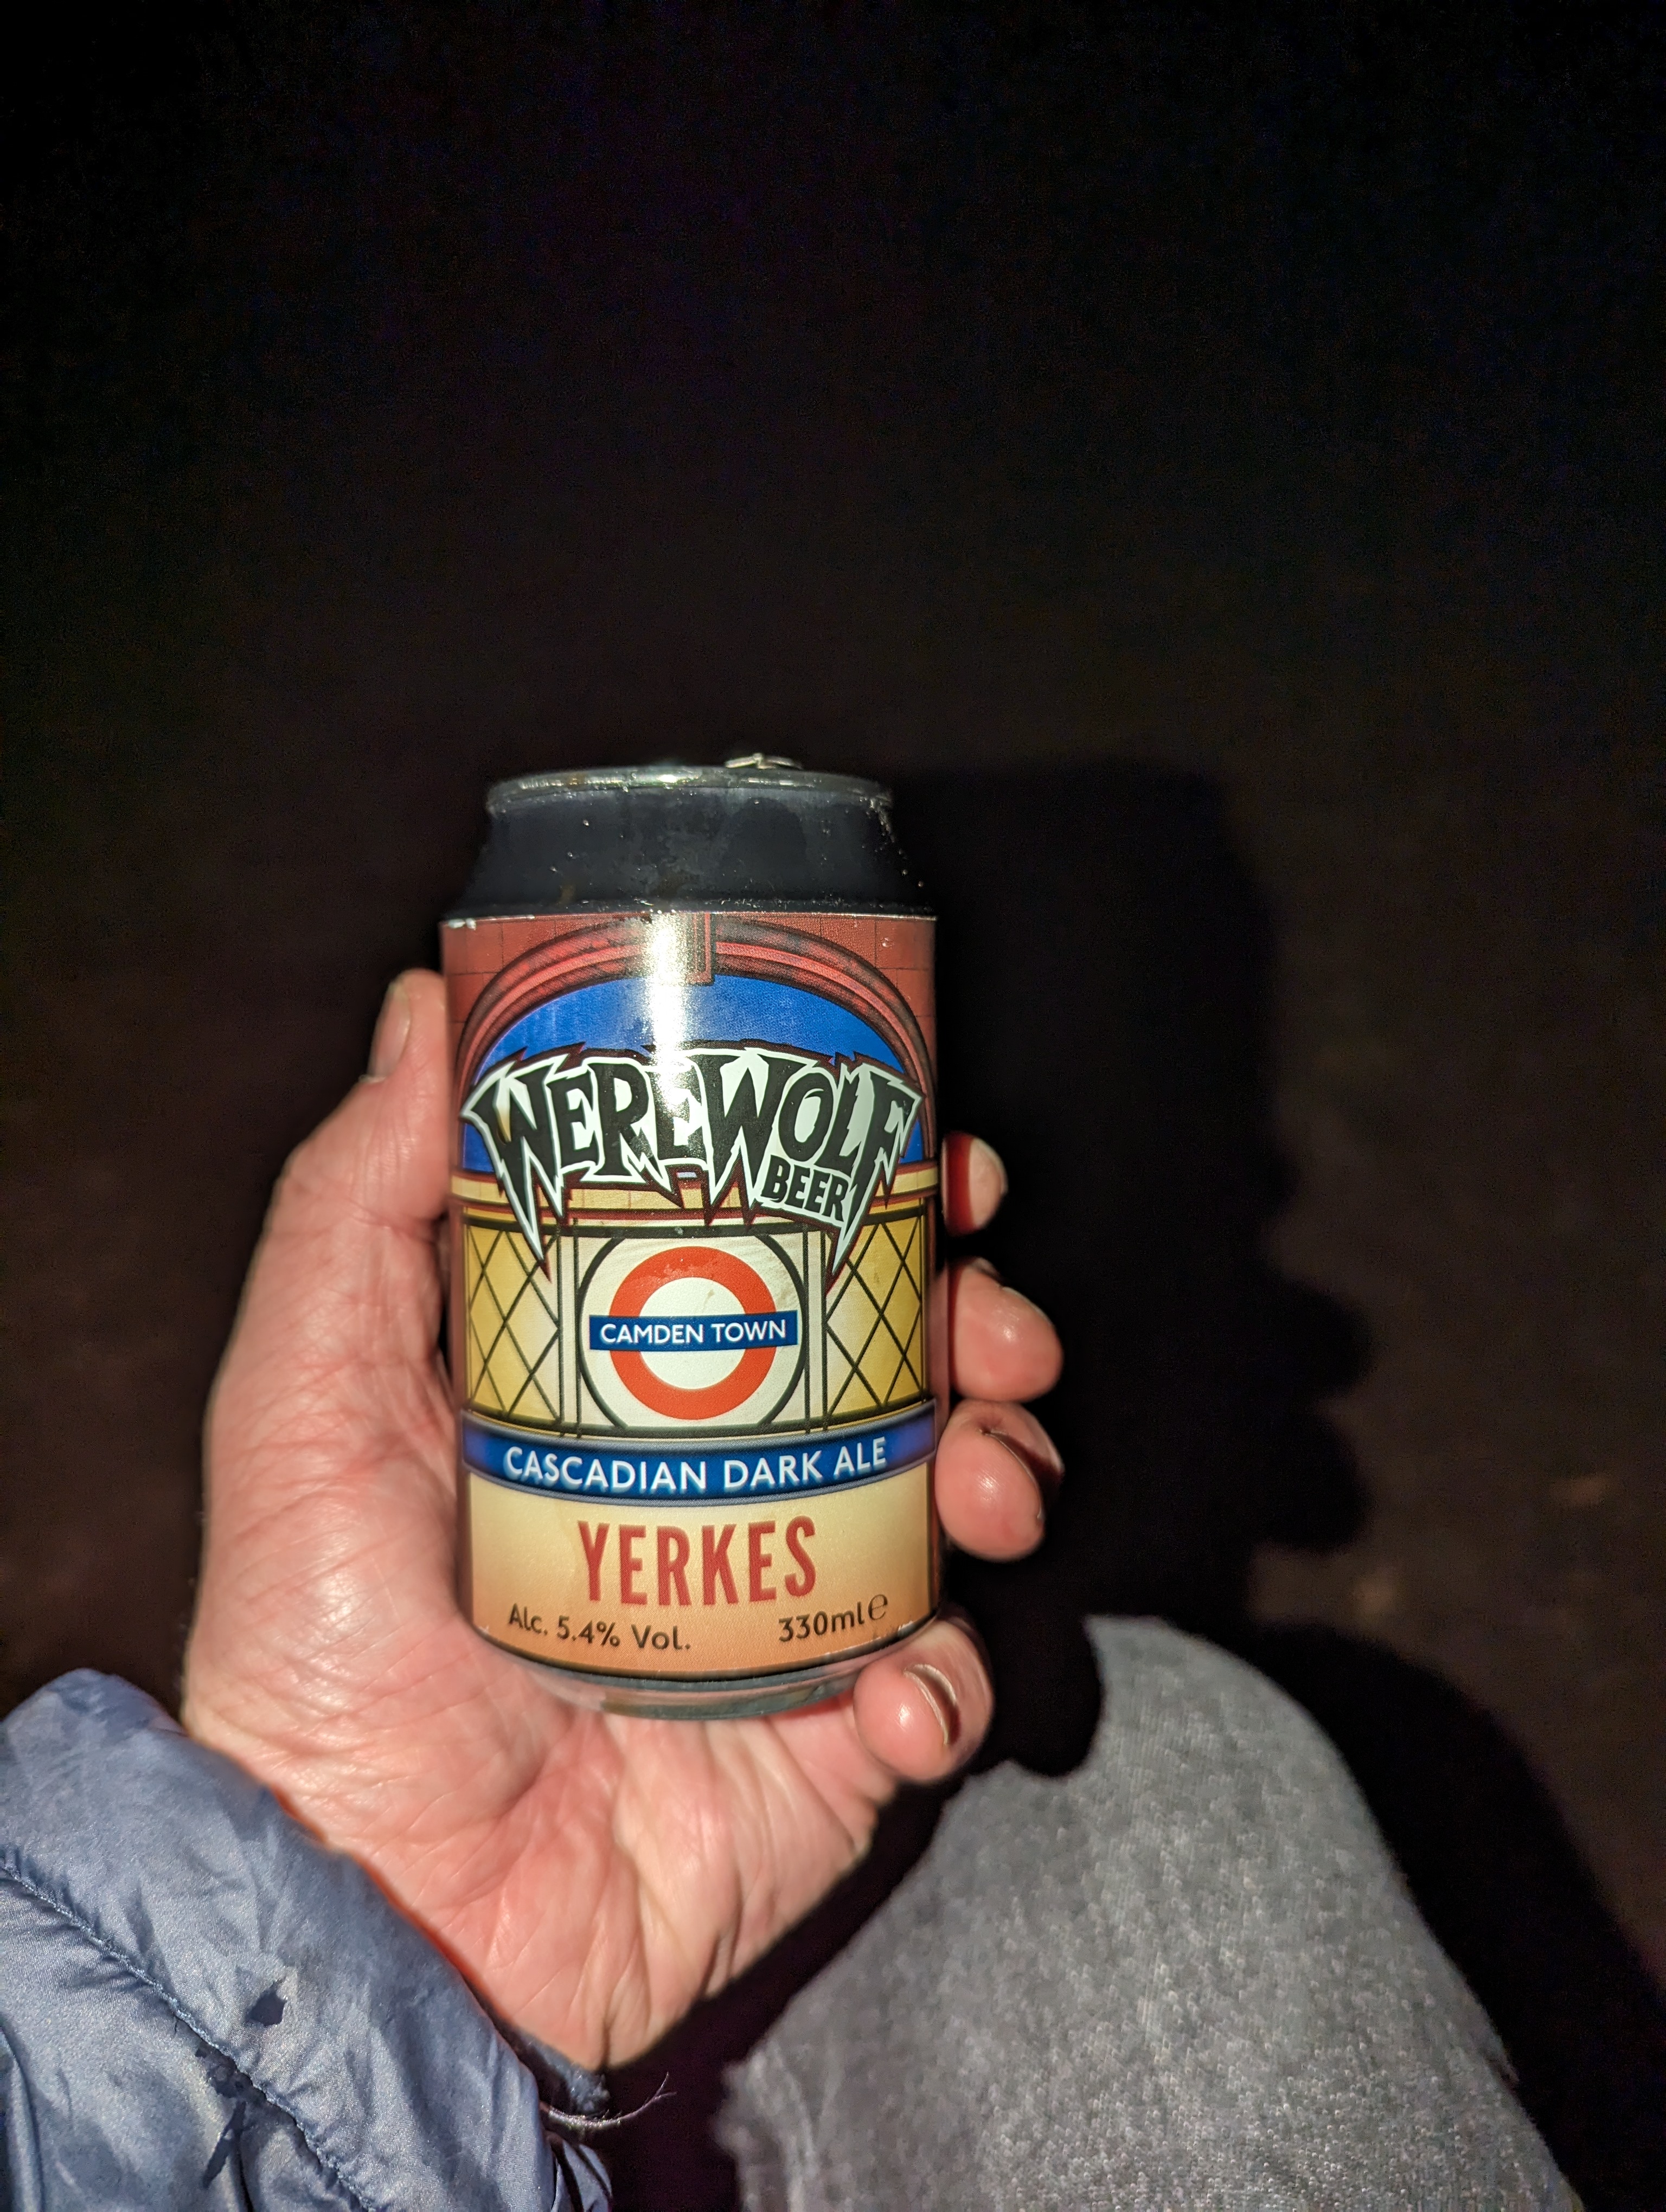 WEREWOLF
BEER
CAMDEN TOWN
CASCADIAN DARK ALE
YERKES
Alc. 5.4% Vol. 330ml ℮